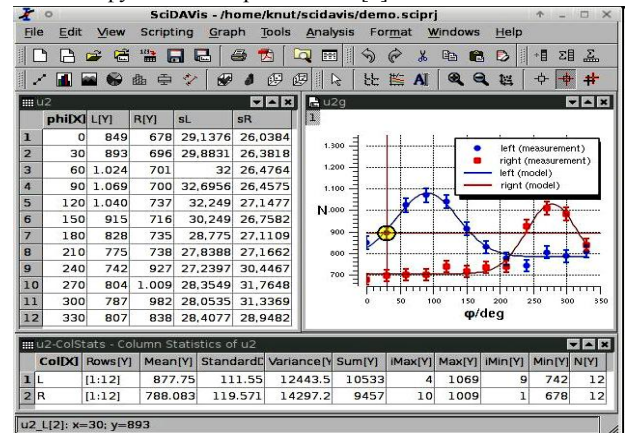 SciDAVis - /home/knut/scidavis/demo.sciprj
File Edit View Scripting Graph Tools Analysis Format Windows Help
u2
phi[X] L[Y] R[Y] sL sR
1 0 849 678 29,1376 26,0384
2 30 893 696 29,8831 26,3818
3 60 1.024 701 32 26,4764
4 90 1.069 700 32,6956 26,4575
5 120 1.040 737 32,249 27,1477
6 150 915 716 30,249 26,7582
7 180 828 735 28,775 27,1109
8 210 775 738 27,8388 27,1662
9 240 742 927 27,2397 30,4467
10 270 804 1.009 28,3549 31,7648
11 300 787 982 28,0535 31,3369
12 330 807 838 28,4077 28,9482
u2g
1
left (measurement)
right (measurement)
left (model)
right (model)
1.300
1.200
1.100
1.000
900
800
700
N
0 50 100 150 200 250 300 350
φ/deg
u2-ColStats - Column Statistics of u2
Col[X] Rows[Y] Mean[Y] StandardD Variance[Y Sum[Y] iMax[Y] Max[Y] iMin[Y] Min[Y] N[Y]
1 L [1:12] 877.75 111.55 12443.5 10533 4 1069 9 742 12
2 R [1:12] 788.083 119.571 14297.2 9457 10 1009 1 678 12
u2_L[2]: x=30; y=893